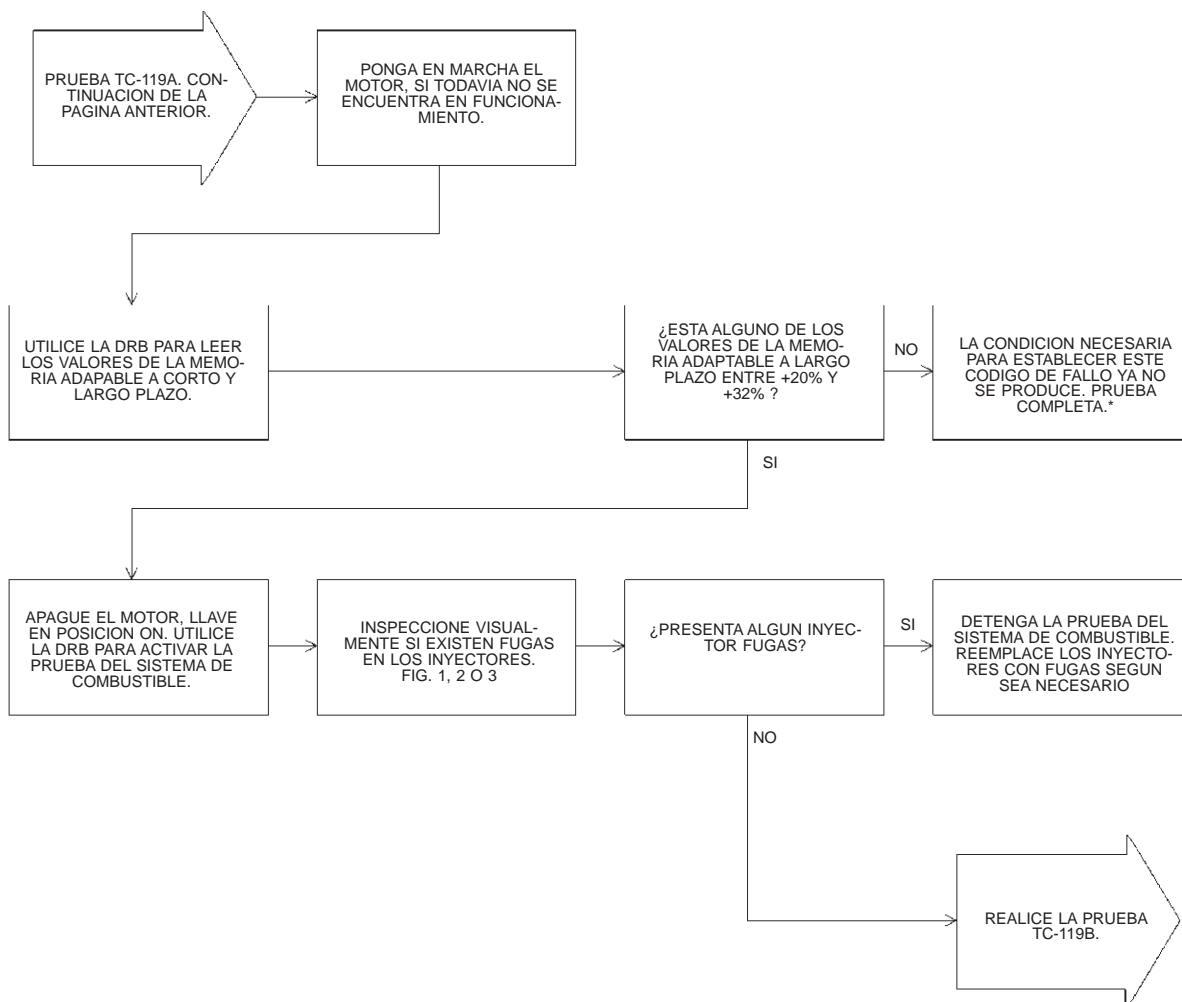 PRUEBA TC-119A. CON-
TINUACION DE LA
PAGINA ANTERIOR.
PONGA EN MARCHA EL
MOTOR, SI TODAVIA NO SE
ENCUENTRA EN FUNCIONA-
MIENTO.
UTILICE LA DRB PARA LEER
LOS VALORES DE LA MEMO-
RIA ADAPABLE A CORTO Y
LARGO PLAZO.
¿ESTA ALGUNO DE LOS
VALORES DE LA MEMO-
RIA ADAPTABLE A LARGO
PLAZO ENTRE +20% Y
+32% ?
NO
LA CONDICION NECESARIA
PARA ESTABLECER ESTE
CODIGO DE FALLO YA NO
SE PRODUCE. PRUEBA
COMPLETA.*
SI
APAGUE EL MOTOR, LLAVE
EN POSICION ON. UTILICE
LA DRB PARA ACTIVAR LA
PRUEBA DEL SISTEMA DE
COMBUSTIBLE.
INSPECCIONE VISUAL-
MENTE SI EXISTEN FUGAS
EN LOS INYECTORES.
FIG. 1, 2 O 3
¿PRESENTA ALGUN INYEC-
TOR FUGAS?
SI
DETENGA LA PRUEBA DEL
SISTEMA DE COMBUSTIBLE.
REEMPLACE LOS INYECTO-
RES CON FUGAS SEGUN
SEA NECESARIO
NO
REALICE LA PRUEBA
TC-119B.